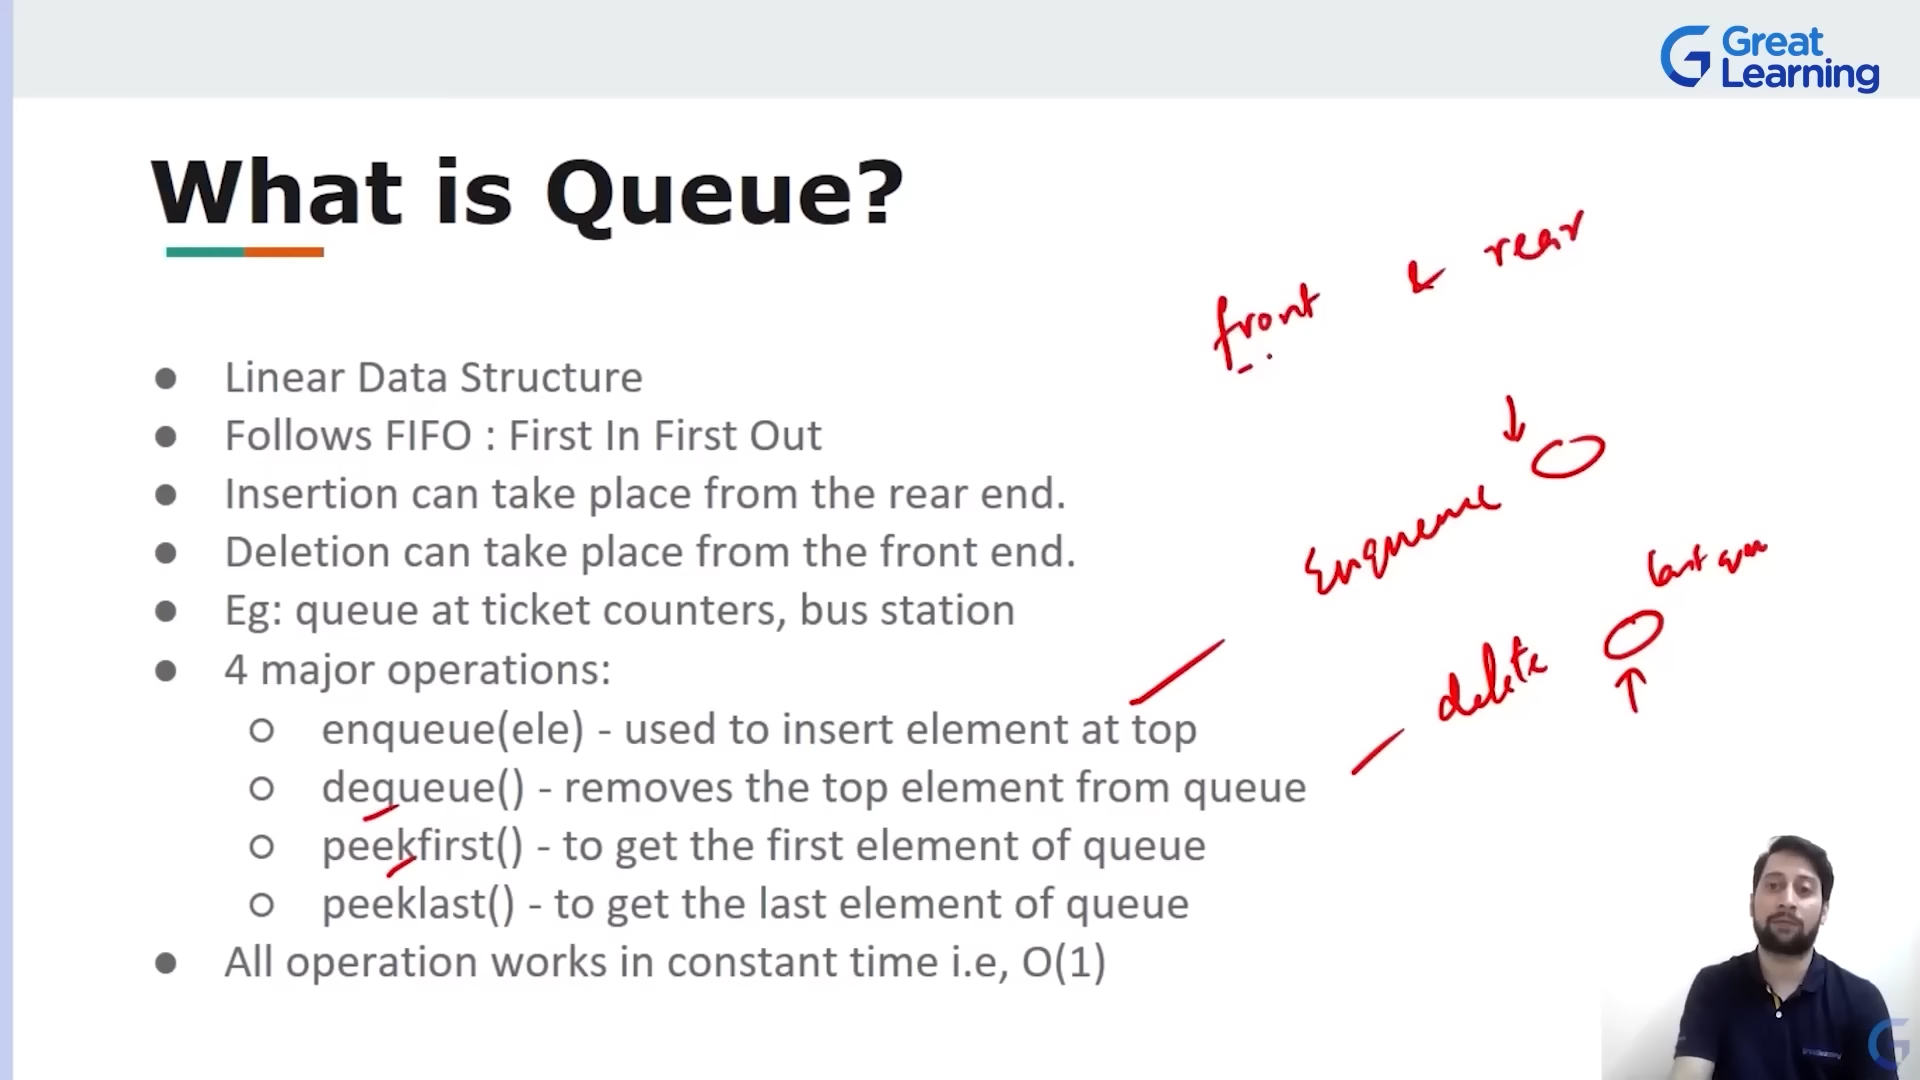 Great
Learning
What is Queue?
front & rear
● Linear Data Structure
● Follows FIFO : First In First Out
● Insertion can take place from the rear end.
Enqueue
● Deletion can take place from the front end.
● Eg: queue at ticket counters, bus station
delete
● 4 major operations:
○ enqueue(ele) - used to insert element at top
○ dequeue() - removes the top element from queue
○ peekfirst() - to get the first element of queue
○ peeklast() - to get the last element of queue
● All operation works in constant time i.e, O(1)